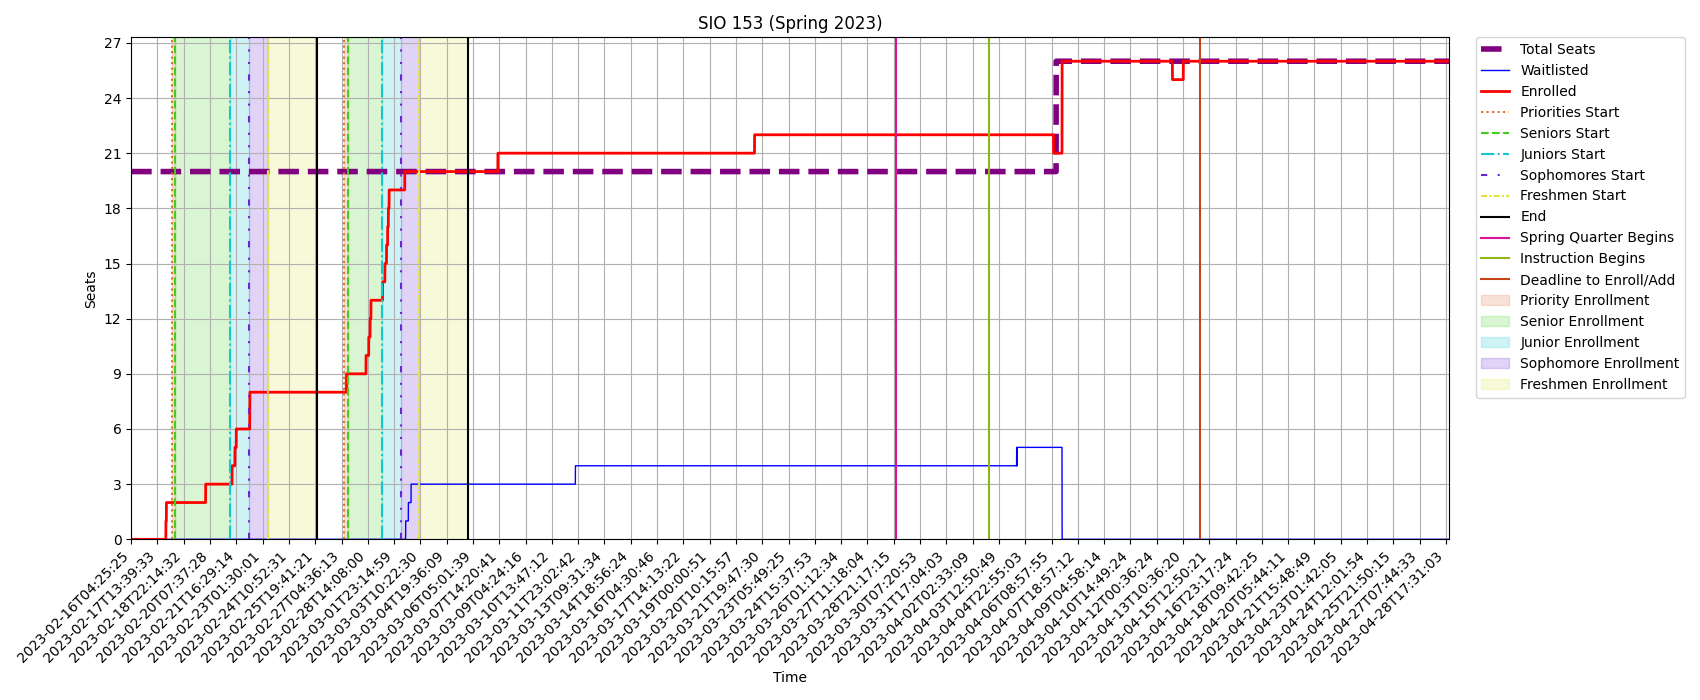 SIO 153 (Spring 2023)
Seats
27
24
21
18
15
12
9
6
3
0
2023-02-16T04:25:25
2023-02-17T13:39:33
2023-02-18T22:14:32
2023-02-20T07:37:28
2023-02-21T16:29:14
2023-02-23T01:30:01
2023-02-24T10:52:31
2023-02-25T19:41:21
2023-02-27T04:36:13
2023-02-28T14:08:00
2023-03-01T23:14:59
2023-03-03T10:22:30
2023-03-04T19:36:09
2023-03-06T05:01:39
2023-03-07T14:20:41
2023-03-09T04:24:16
2023-03-10T13:47:12
2023-03-11T23:02:42
2023-03-13T09:31:34
2023-03-14T18:56:24
2023-03-16T04:30:46
2023-03-17T14:13:22
2023-03-19T00:00:51
2023-03-20T10:15:57
2023-03-21T19:47:30
2023-03-23T05:49:25
2023-03-24T15:37:53
2023-03-26T01:12:34
2023-03-27T11:18:04
2023-03-28T21:17:15
2023-03-30T07:20:53
2023-03-31T17:04:03
2023-04-02T02:33:09
2023-04-03T12:50:49
2023-04-04T22:55:03
2023-04-06T08:57:55
2023-04-07T18:57:12
2023-04-09T04:58:14
2023-04-10T14:49:24
2023-04-12T00:36:24
2023-04-13T10:36:20
2023-04-15T12:50:21
2023-04-16T23:17:24
2023-04-18T09:42:25
2023-04-20T05:44:11
2023-04-21T15:48:49
2023-04-23T01:42:05
2023-04-24T12:01:54
2023-04-25T21:50:15
2023-04-27T07:44:33
2023-04-28T17:31:03
Time
Total Seats
Waitlisted
Enrolled
Priorities Start
Seniors Start
Juniors Start
Sophomores Start
Freshmen Start
End
Spring Quarter Begins
Instruction Begins
Deadline to Enroll/Add
Priority Enrollment
Senior Enrollment
Junior Enrollment
Sophomore Enrollment
Freshmen Enrollment